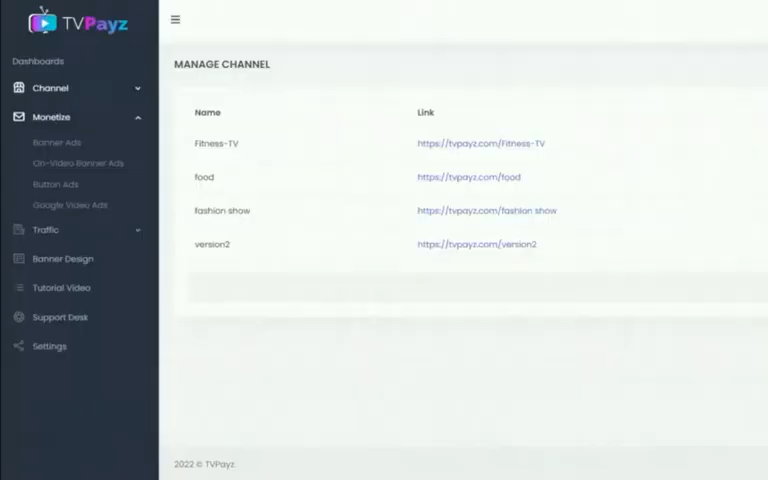 TVPayz
Dashboards
Channel
Monetize
Banner Ads
On-Video Banner Ads
Button Ads
Google Video Ads
Traffic
Banner Design
Tutorial Video
Support Desk
Settings
MANAGE CHANNEL
Name Link
Fitness-TV https://tvpayz.com/Fitness-TV
food https://tvpayz.com/food
fashion show https://tvpayz.com/fashion show
version2 https://tvpayz.com/version2
2022 © TVPayz